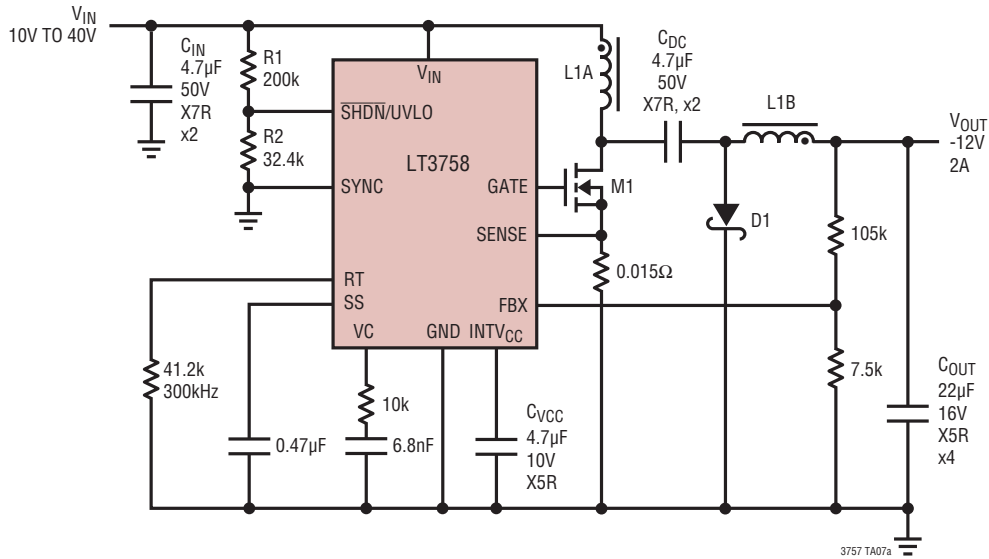 VIN
10V TO 40V
CIN
4.7µF
50V
X7R
x2
R1
200k
R2
32.4k
VIN
SHDN/UVLO
LT3758
SYNC
GATE
SENSE
RT
SS
FBX
VC
GND
INTVCC
L1A
CDC
4.7µF
50V
X7R, x2
L1B
VOUT
-12V
2A
M1
D1
0.015Ω
105k
7.5k
41.2k
300kHz
0.47µF
10k
6.8nF
CVCC
4.7µF
10V
X5R
COUT
22µF
16V
X5R
x4
3757 TA07a